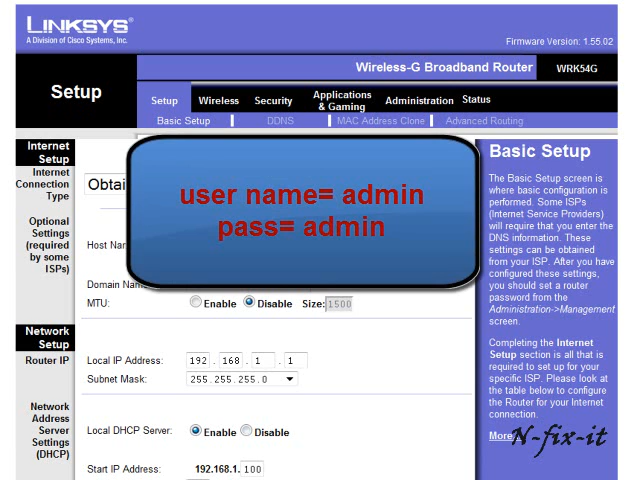 LINKSYS®
A Division of Cisco Systems, Inc.
Firmware Version: 1.55.02
Wireless-G Broadband Router WRK54G
Setup
Setup Wireless Security Applications & Gaming Administration Status
Basic Setup DDNS MAC Address Clone Advanced Routing
Internet
Setup
Internet
Connection
Type
Optional
Settings
(required
by some
ISPs)
user name= admin
pass= admin
MTU: Enable Disable Size: 1500
Network
Setup
Router IP
Local IP Address: 192 . 168 . 1 . 1
Subnet Mask: 255.255.255.0
Network
Address
Server
Settings
(DHCP)
Local DHCP Server: Enable Disable
Start IP Address: 192.168.1. 100
Basic Setup
The Basic Setup screen is
where basic configuration is
performed. Some ISPs
(Internet Service Providers)
will require that you enter the
DNS information. These
settings can be obtained
from your ISP. After you have
configured these settings,
you should set a router
password from the
Administration->Management
screen.
Completing the Internet
Setup section is all that is
required to set up for your
specific ISP. Please look at
the table below to configure
the Router for your Internet
connection.
More
N-fix-it